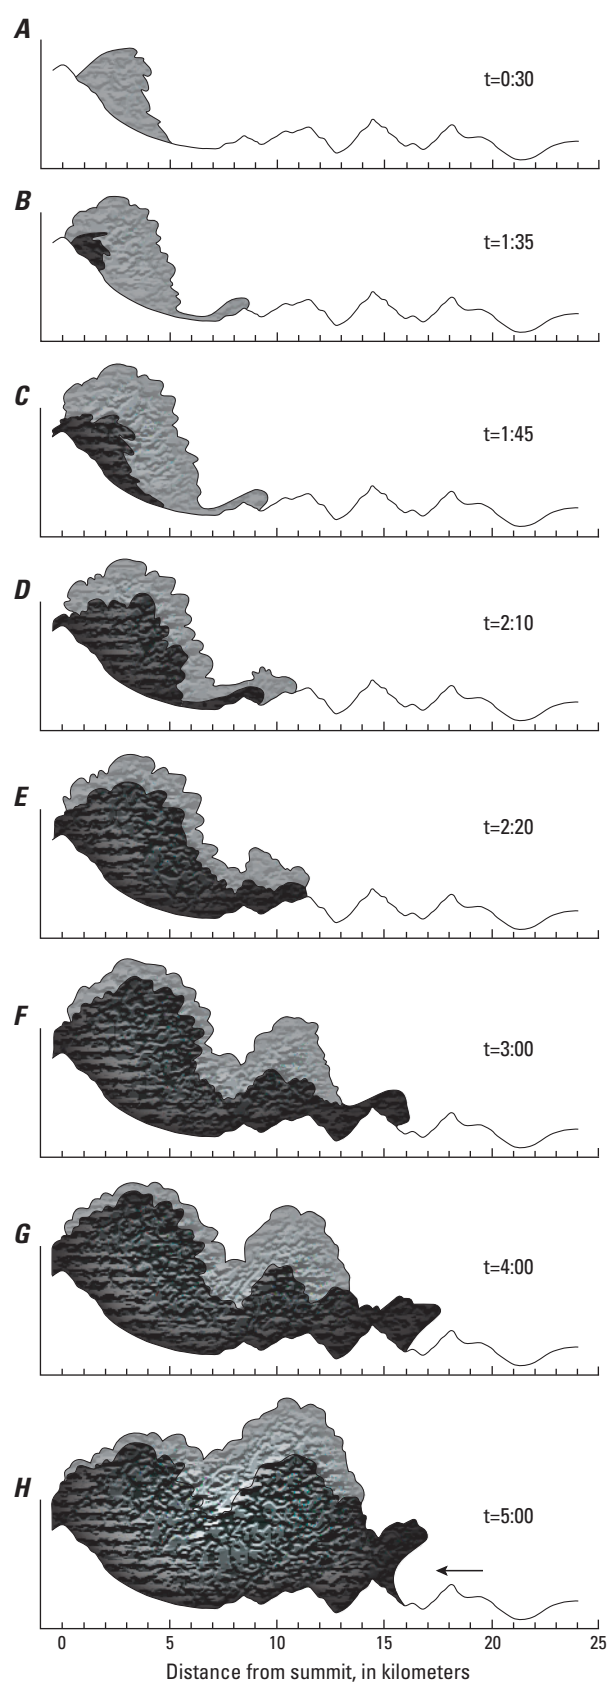 A
t=0:30
B
t=1:35
C
t=1:45
D
t=2:10
E
t=2:20
F
t=3:00
G
t=4:00
H
t=5:00
0 5 10 15 20 25
Distance from summit, in kilometers